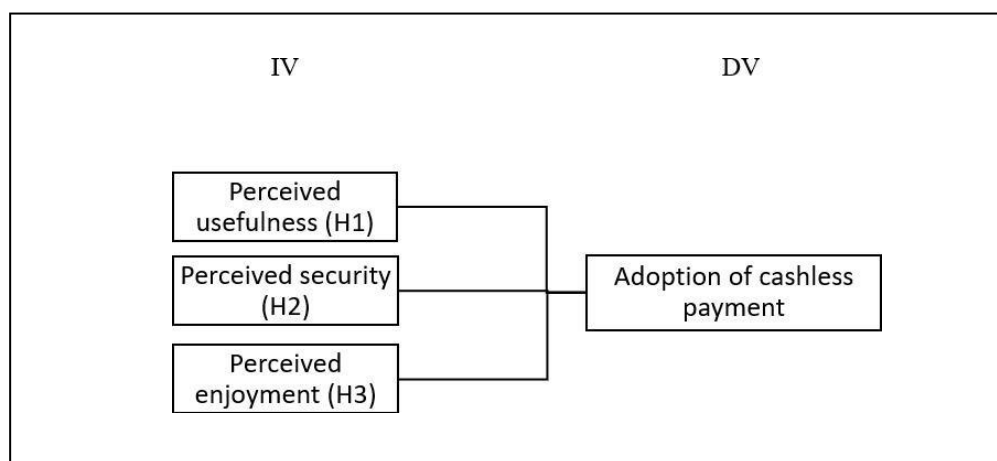 IV
DV
Perceived
usefulness (H1)
Perceived security
(H2)
Perceived
enjoyment (H3)
Adoption of cashless
payment